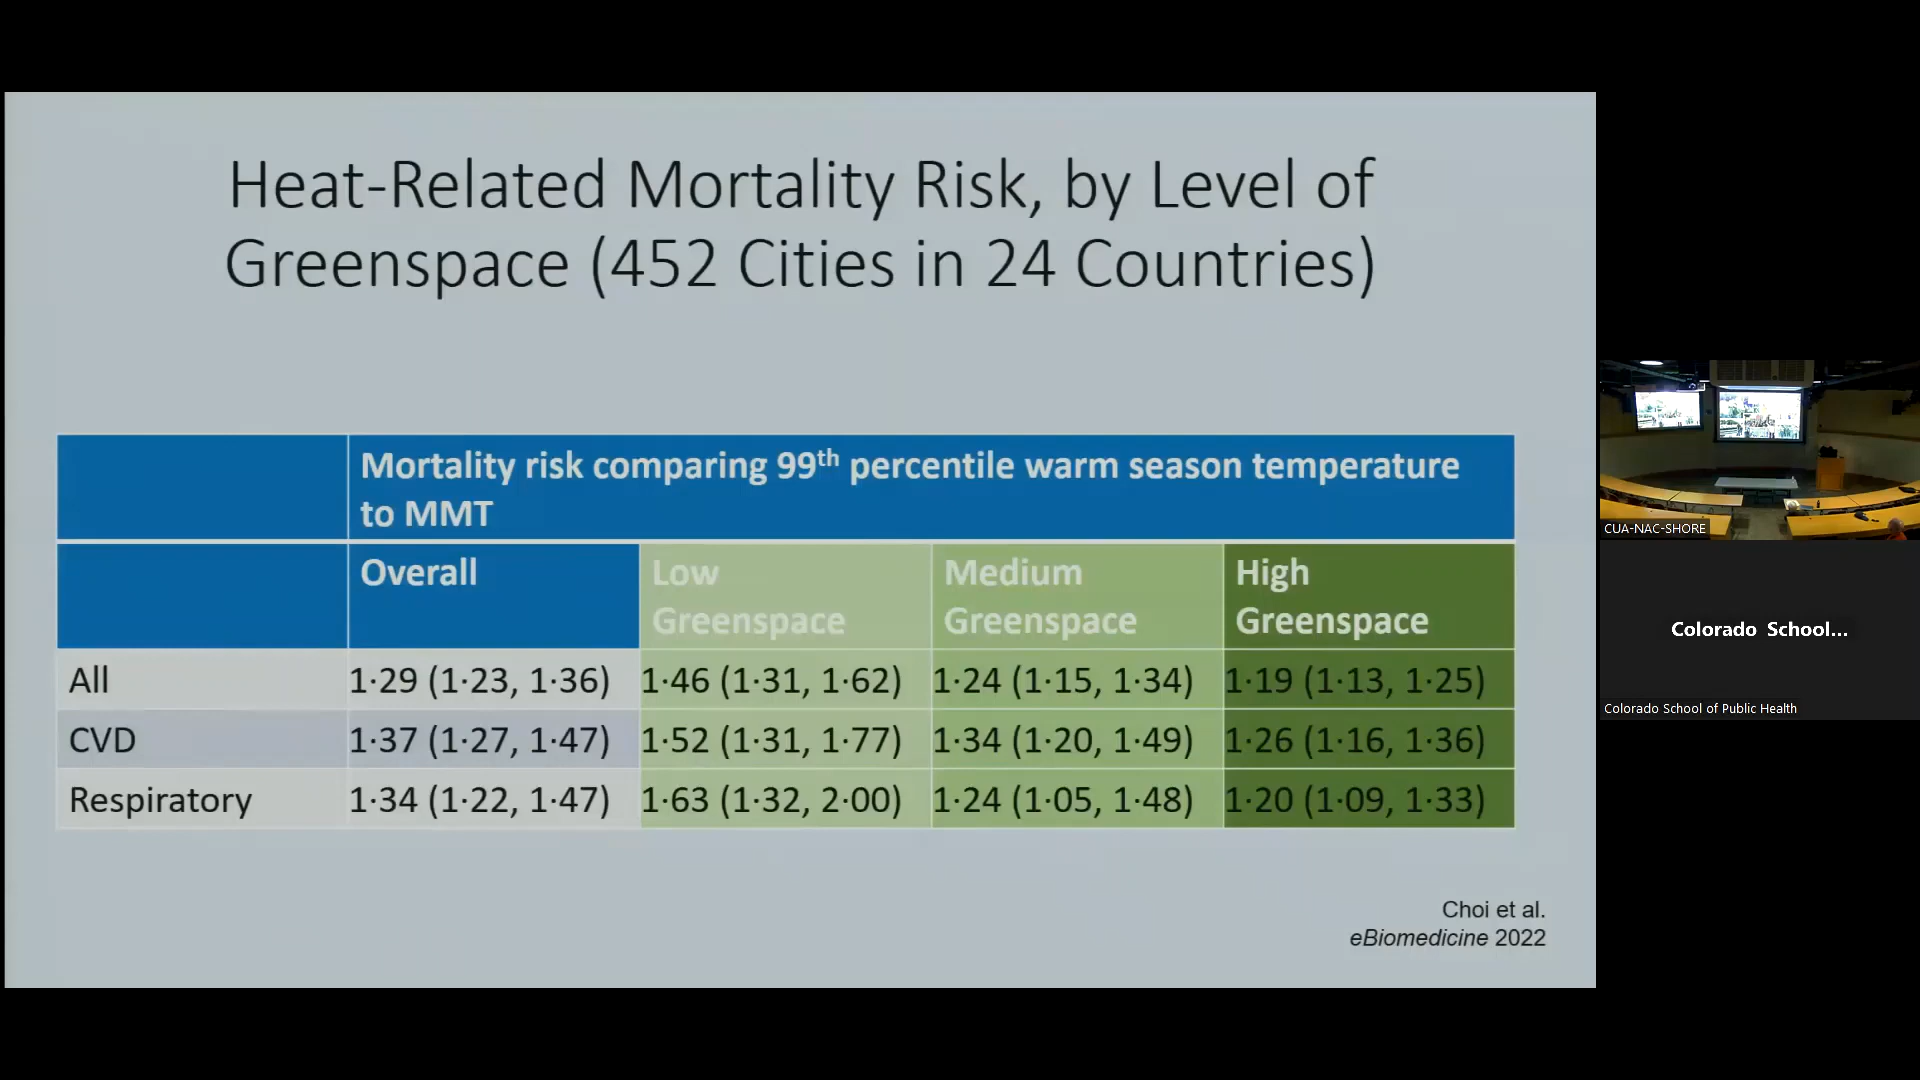 Heat-Related Mortality Risk, by Level of
Greenspace (452 Cities in 24 Countries)
Mortality risk comparing 99th percentile warm season temperature
to MMT
Overall Low Greenspace Medium Greenspace High Greenspace
All 1·29 (1·23, 1·36) 1·46 (1·31, 1·62) 1·24 (1·15, 1·34) 1·19 (1·13, 1·25)
CVD 1·37 (1·27, 1·47) 1·52 (1·31, 1·77) 1·34 (1·20, 1·49) 1·26 (1·16, 1·36)
Respiratory 1·34 (1·22, 1·47) 1·63 (1·32, 2·00) 1·24 (1·05, 1·48) 1·20 (1·09, 1·33)
Choi et al.
eBiomedicine 2022
CUA-NAC-SHORE
Colorado School...
Colorado School of Public Health